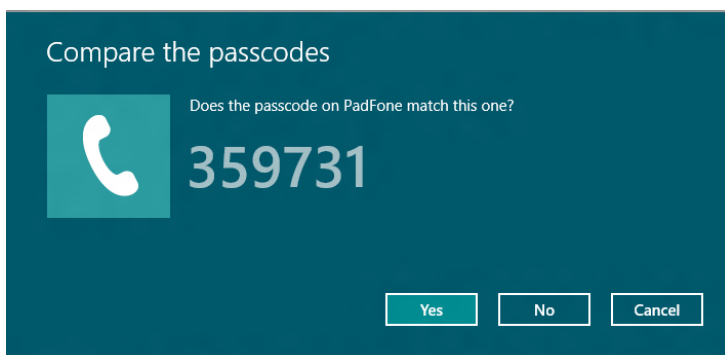 Compare the passcodes
Does the passcode on PadFone match this one?
359731
Yes No Cancel